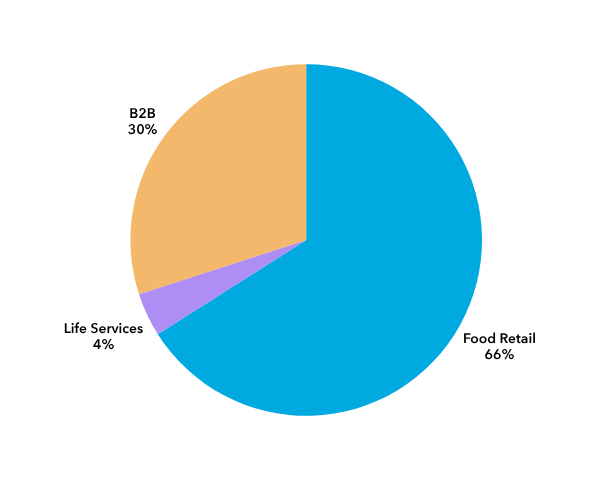 B2B
30%
Life Services
4%
Food Retail
66%